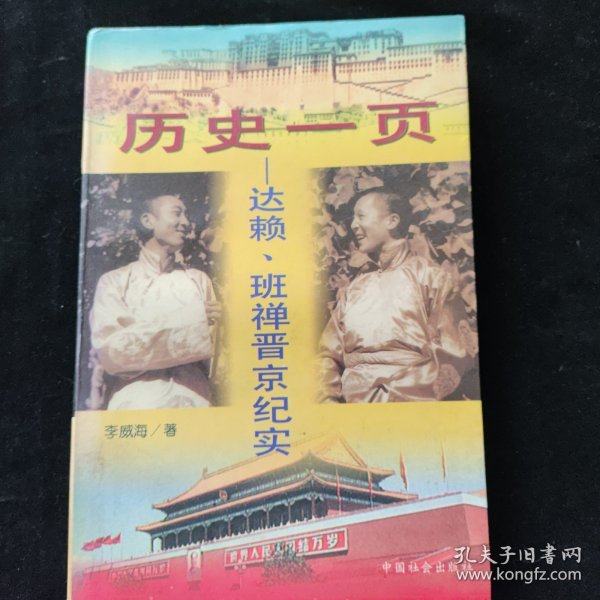 历史一页
—达赖、班禅晋京纪实
李威海/著
世界人民大团结万岁
中国社会出版社
孔夫子旧书网
www.kongfz.com